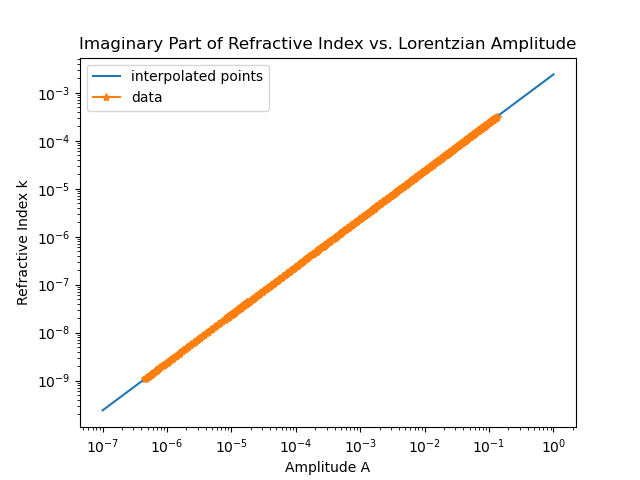 Imaginary Part of Refractive Index vs. Lorentzian Amplitude
interpolated points
data
Refractive Index k
10⁻³
10⁻⁴
10⁻⁵
10⁻⁶
10⁻⁷
10⁻⁸
10⁻⁹
10⁻⁷ 10⁻⁶ 10⁻⁵ 10⁻⁴ 10⁻³ 10⁻² 10⁻¹ 10⁰
Amplitude A